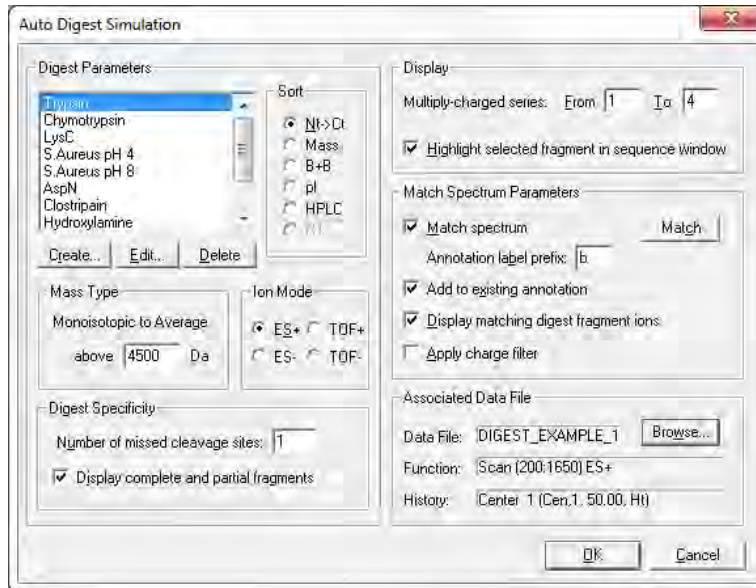 Auto Digest Simulation
Digest Parameters
Trypsin
Chymotrypsin
LysC
S.Aureus pH 4
S.Aureus pH 8
AspN
Clostripain
Hydroxylamine
Sort
Nt->Ct
Mass
B+B
pI
HPLC
Create...
Edit...
Delete
Mass Type
Monoisotopic to Average
above 4500 Da
Ion Mode
ES+ TOF+
ES- TOF-
Digest Specificity
Number of missed cleavage sites: 1
Display complete and partial fragments
Display
Multiply-charged series: From 1 To 4
Highlight selected fragment in sequence window
Match Spectrum Parameters
Match spectrum
Match
Annotation label prefix: b
Add to existing annotation
Display matching digest fragment ions
Apply charge filter
Associated Data File
Data File: DIGEST_EXAMPLE_1 Browse...
Function: Scan (200:1650) ES+
History: Center 1 (Cen,1, 50.00, Ht)
OK
Cancel